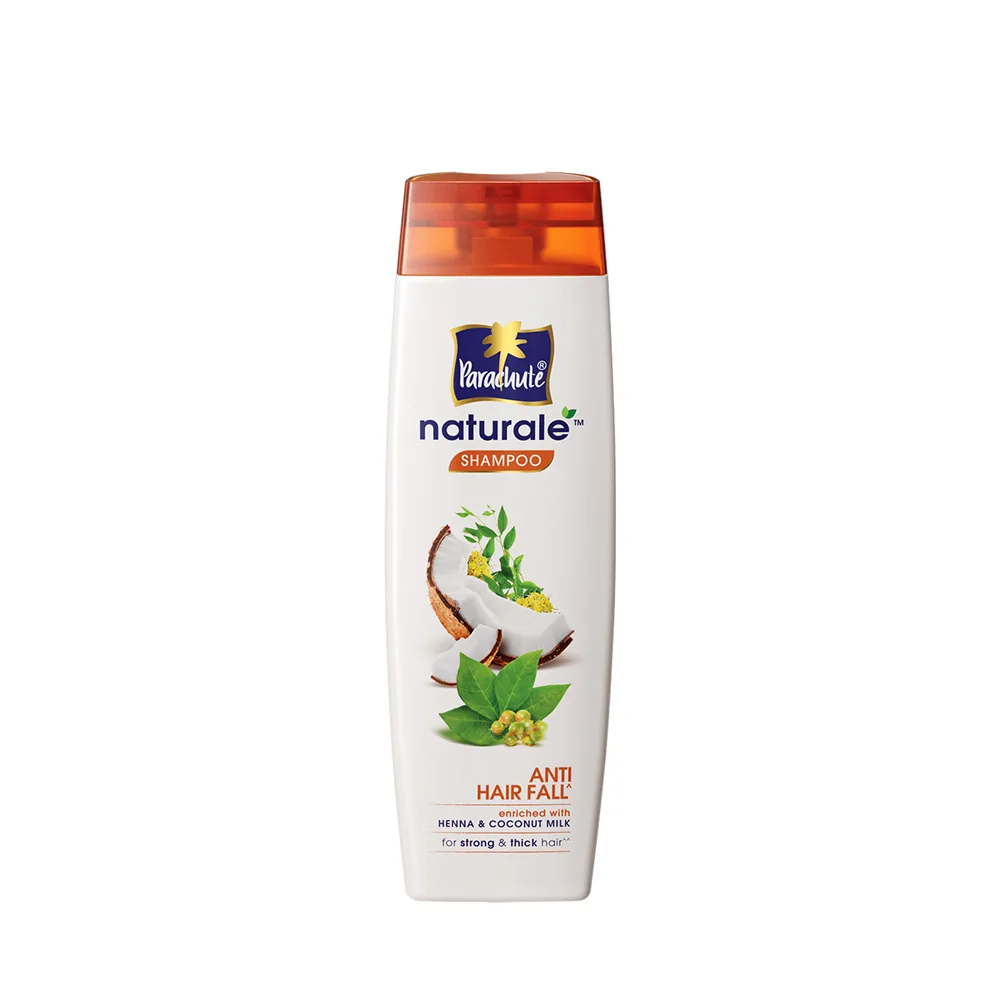 Parachute®
naturale™
SHAMPOO
ANTI
HAIR FALL^
enriched with
HENNA & COCONUT MILK
for strong & thick hair^^